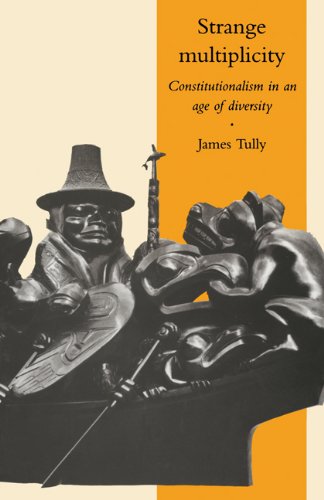 Strange
multiplicity
Constitutionalism in an
age of diversity
•
James Tully